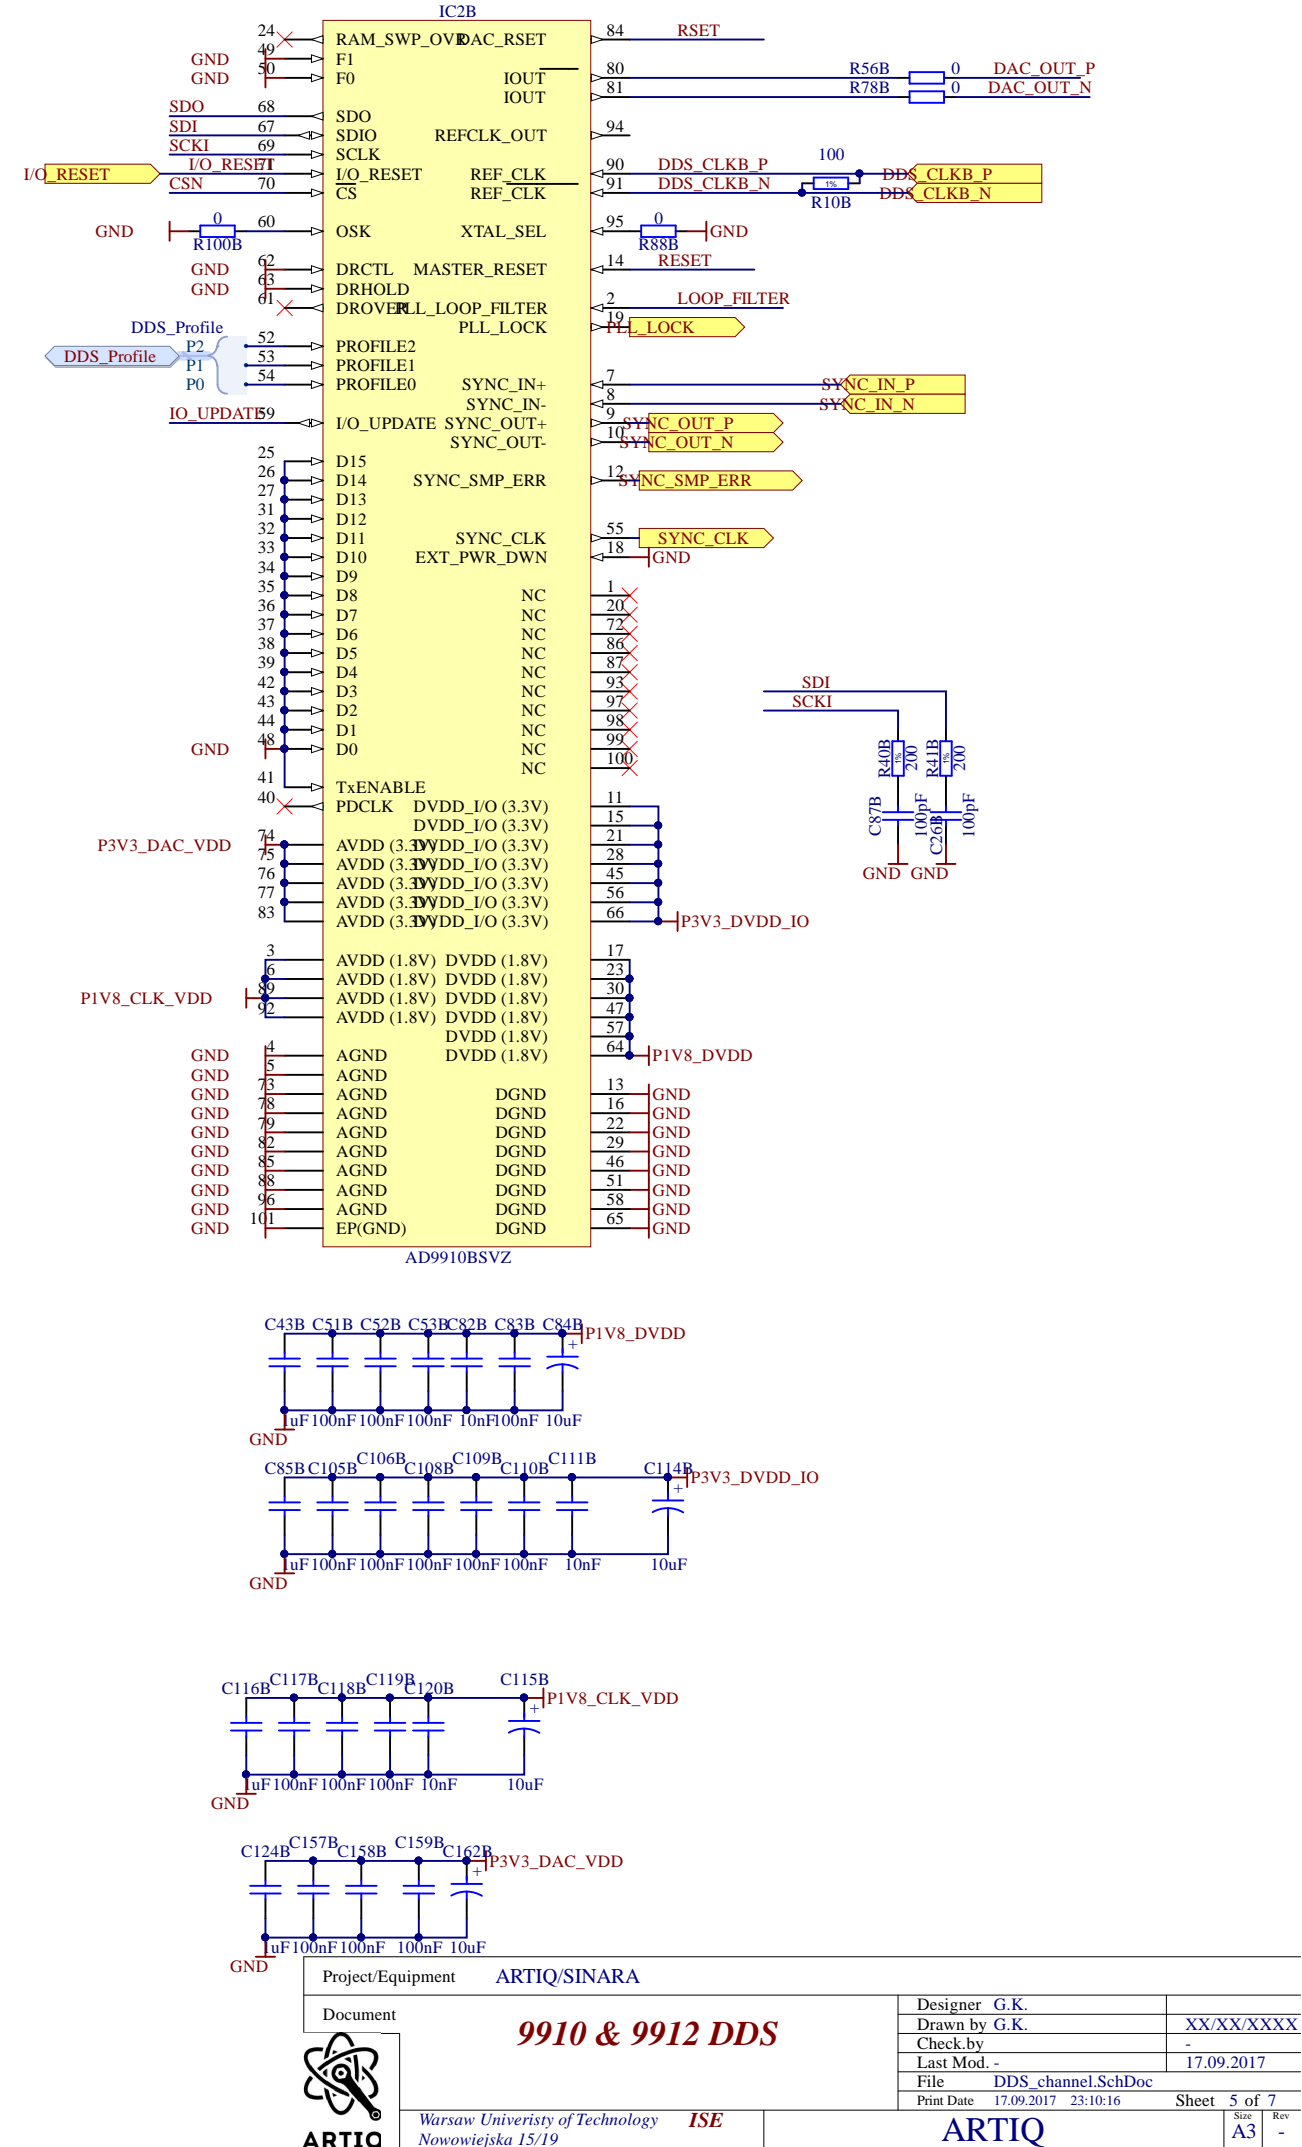 IC2B
24 RAM_SWP_OVR DAC_RSET 84 RSET
GND 49 F1
GND 50 F0 IOUT 80 R56B 0 DAC_OUT_P
IOUT 81 R78B 0 DAC_OUT_N
SDO 68 SDO
SDI 67 SDIO REFCLK_OUT 94
SCKI 69 SCLK 100
I/O_RESET I/O_RESET 71 I/O_RESET REF_CLK 90 DDS_CLKB_P 1% DDS_CLKB_P
CSN 70 CS REF_CLK 91 DDS_CLKB_N R10B DDS_CLKB_N
GND 0 R100B 60 OSK XTAL_SEL 95 0 R88B GND
GND 62 DRCTL MASTER_RESET 14 RESET
GND 63 DRHOLD
61 DROVER PLL_LOOP_FILTER 2 LOOP_FILTER
DDS_Profile PLL_LOCK 19 PLL_LOCK
DDS_Profile P2 52 PROFILE2
P1 53 PROFILE1
P0 54 PROFILE0 SYNC_IN+ 7 SYNC_IN_P
SYNC_IN- 8 SYNC_IN_N
IO_UPDATE 59 I/O_UPDATE SYNC_OUT+ 9 SYNC_OUT_P
SYNC_OUT- 10 SYNC_OUT_N
25 D15
26 D14 SYNC_SMP_ERR 12 SYNC_SMP_ERR
27 D13
31 D12
32 D11 SYNC_CLK 55 SYNC_CLK
33 D10 EXT_PWR_DWN 18 GND
34 D9
35 D8 NC 1
36 D7 NC 20
37 D6 NC 72
38 D5 NC 86
39 D4 NC 87
42 D3 NC 93
43 D2 NC 97
44 D1 NC 98
GND 48 D0 NC 99
NC 100
SDI
SCKI
R40B 1% 200 R41B 1% 200
C87B 100pF C26B 100pF
GND GND
41 TxENABLE
40 PDCLK DVDD_I/O (3.3V) 11
DVDD_I/O (3.3V) 15
P3V3_DAC_VDD 74 AVDD (3.3V) DVDD_I/O (3.3V) 21
75 AVDD (3.3V) DVDD_I/O (3.3V) 28
76 AVDD (3.3V) DVDD_I/O (3.3V) 45
77 AVDD (3.3V) DVDD_I/O (3.3V) 56
83 AVDD (3.3V) DVDD_I/O (3.3V) 66 P3V3_DVDD_IO
3 AVDD (1.8V) DVDD (1.8V) 17
6 AVDD (1.8V) DVDD (1.8V) 23
P1V8_CLK_VDD 89 AVDD (1.8V) DVDD (1.8V) 30
92 AVDD (1.8V) DVDD (1.8V) 47
DVDD (1.8V) 57
GND 4 AGND DVDD (1.8V) 64 P1V8_DVDD
GND 5 AGND
GND 73 AGND DGND 13 GND
GND 78 AGND DGND 16 GND
GND 79 AGND DGND 22 GND
GND 82 AGND DGND 29 GND
GND 85 AGND DGND 46 GND
GND 88 AGND DGND 51 GND
GND 96 AGND DGND 58 GND
GND 101 EP(GND) DGND 65 GND
AD9910BSVZ
C43B C51B C52B C53B C82B C83B C84B P1V8_DVDD
+
1uF 100nF 100nF 100nF 10nF 100nF 10uF
GND
C85B C105B C106B C108B C109B C110B C111B C114B P3V3_DVDD_IO
+
1uF 100nF 100nF 100nF 100nF 100nF 10nF 10uF
GND
C116B C117B C118B C119B C120B C115B P1V8_CLK_VDD
+
1uF 100nF 100nF 100nF 10nF 10uF
GND
C124B C157B C158B C159B C162B P3V3_DAC_VDD
+
1uF 100nF 100nF 100nF 10uF
GND
Project/Equipment ARTIQ/SINARA
Document 9910 & 9912 DDS
Designer G.K.
Drawn by G.K. XX/XX/XXXX
Check.by -
Last Mod. - 17.09.2017
File DDS_channel.SchDoc
Print Date 17.09.2017 23:10:16 Sheet 5 of 7
ARTIQ
Warsaw Univeristy of Technology ISE
Nowowiejska 15/19
ARTIQ
Size A3 Rev -